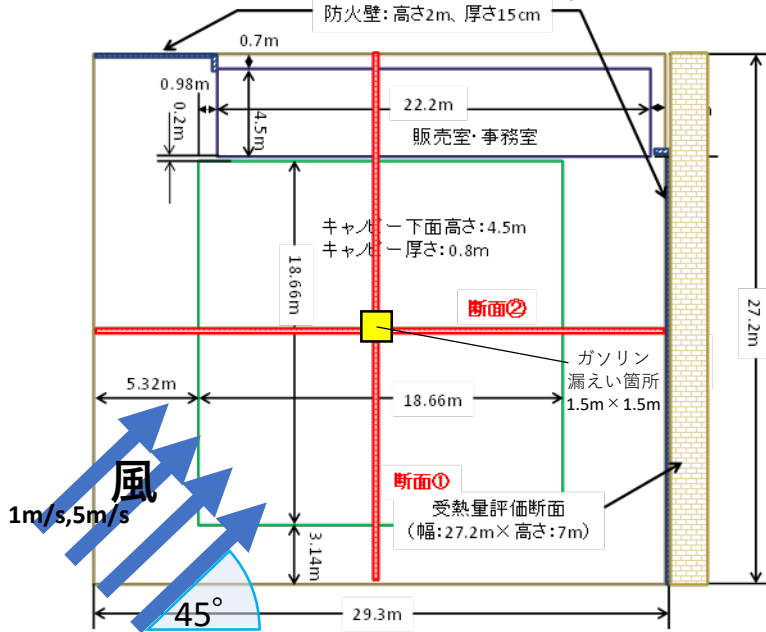 防火壁:高さ2m、厚さ15cm
0.7m
0.98m
0.2m
4.5m
22.2m
販売室・事務室
キャノピー下面高さ:4.5m
キャノピー厚さ:0.8m
18.66m
断面②
27.2m
ガソリン
漏えい箇所
1.5m×1.5m
5.32m
18.66m
風
1m/s,5m/s
断面①
受熱量評価断面
(幅:27.2m×高さ:7m)
3.14m
45°
29.3m